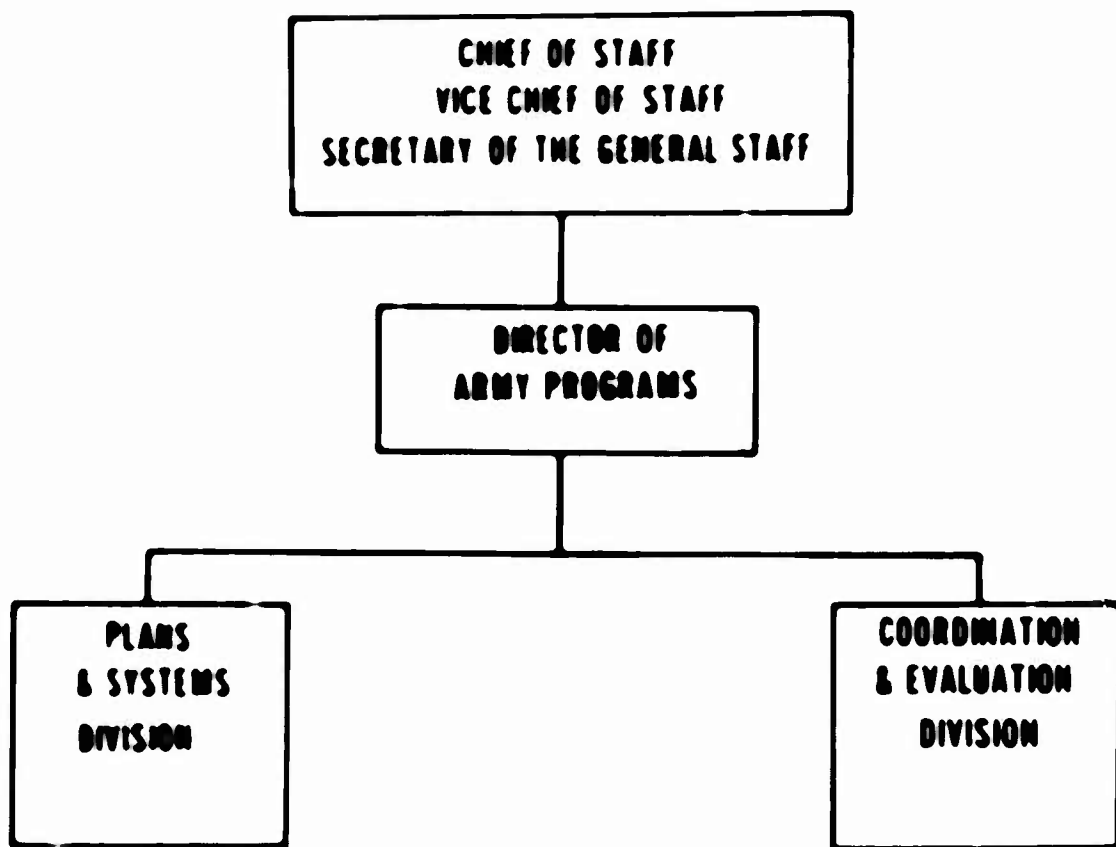 CHIEF OF STAFF
VICE CHIEF OF STAFF
SECRETARY OF THE GENERAL STAFF
DIRECTOR OF
ARMY PROGRAMS
PLANS
& SYSTEMS
DIVISION
COORDINATION
& EVALUATION
DIVISION